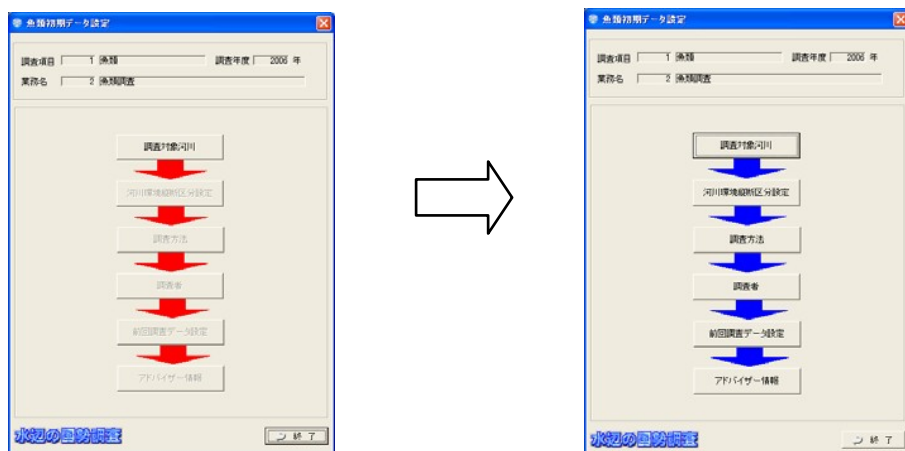 魚類初期データ設定
調査項目 1 魚類 調査年度 2006 年
業務名 2 魚類調査
調査対象河川
河川環境縦断区分設定
調査方法
調査者
前回調査データ設定
アドバイザー情報
水辺の国勢調査
終 了
魚類初期データ設定
調査項目 1 魚類 調査年度 2006 年
業務名 2 魚類調査
調査対象河川
河川環境縦断区分設定
調査方法
調査者
前回調査データ設定
アドバイザー情報
水辺の国勢調査
終 了